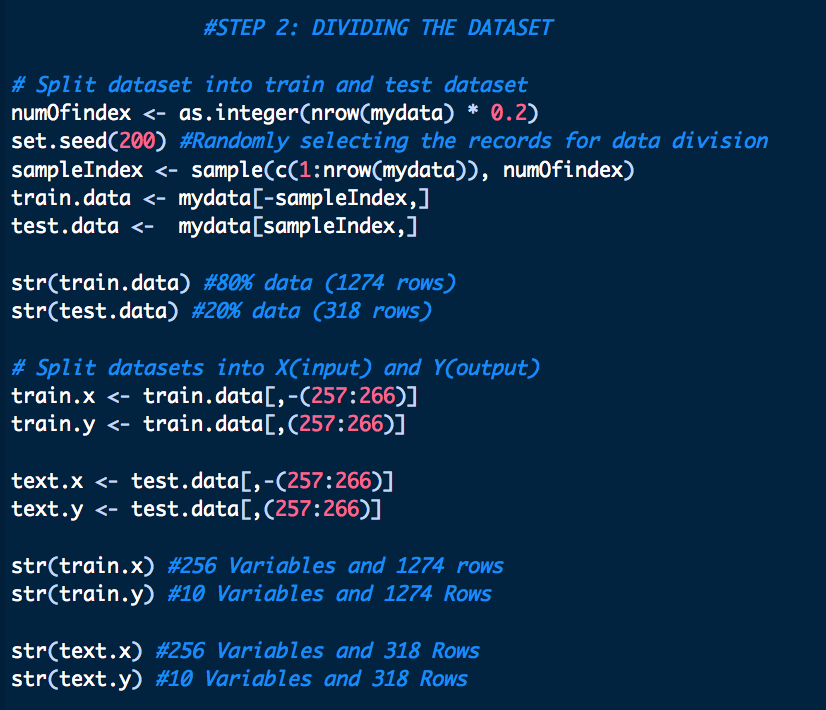 #STEP 2: DIVIDING THE DATASET
# Split dataset into train and test dataset
numOfindex <- as.integer(nrow(mydata) * 0.2)
set.seed(200) #Randomly selecting the records for data division
sampleIndex <- sample(c(1:nrow(mydata)), numOfindex)
train.data <- mydata[-sampleIndex,]
test.data <-  mydata[sampleIndex,]
str(train.data) #80% data (1274 rows)
str(test.data) #20% data (318 rows)
# Split datasets into X(input) and Y(output)
train.x <- train.data[,-(257:266)]
train.y <- train.data[,(257:266)]
text.x <- test.data[,-(257:266)]
text.y <- test.data[,(257:266)]
str(train.x) #256 Variables and 1274 rows
str(train.y) #10 Variables and 1274 Rows
str(text.x) #256 Variables and 318 Rows
str(text.y) #10 Variables and 318 Rows